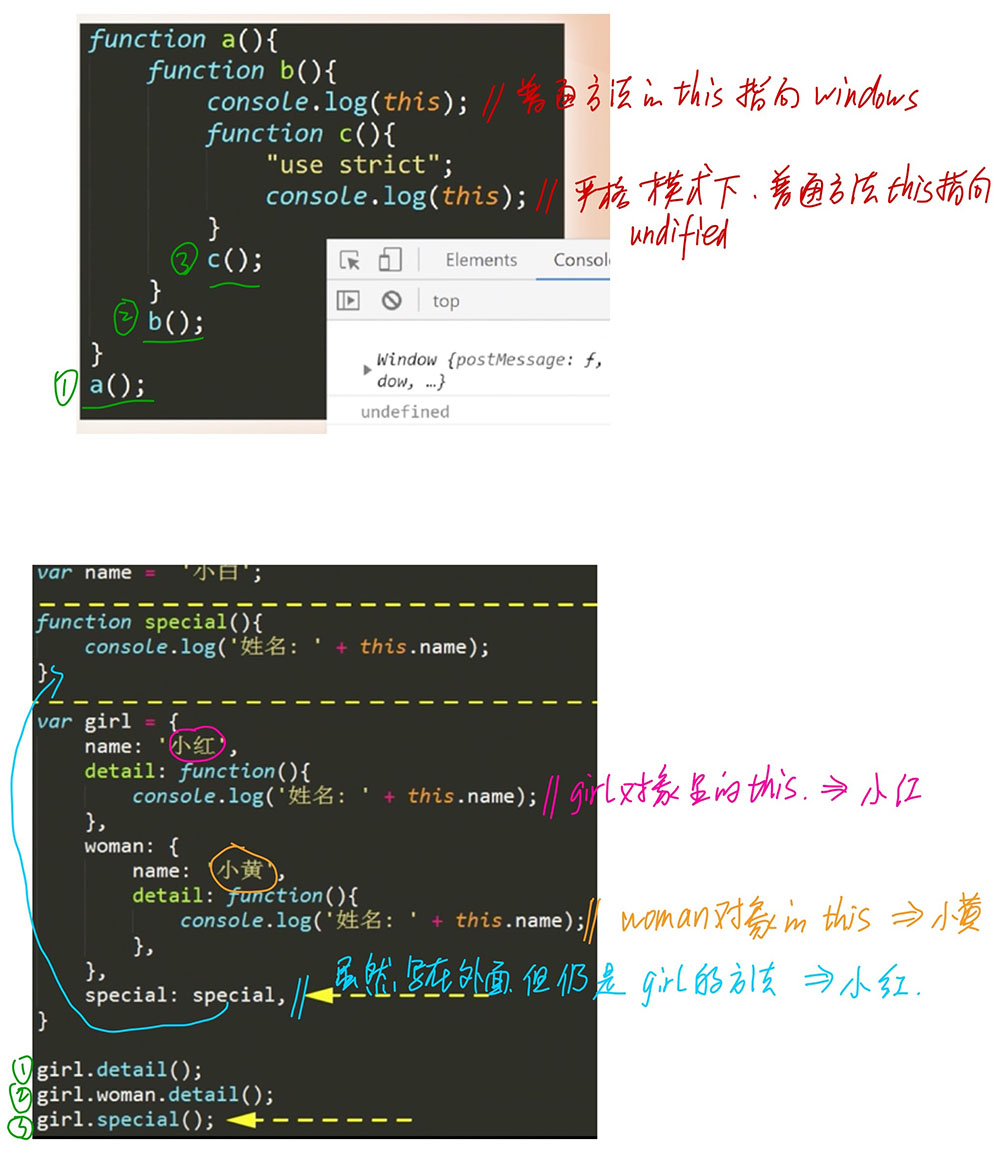 function a(){
function b(){
console.log(this); // 普通方法in this 指向 windows
function c(){
"use strict";
console.log(this); // 严格模式下.普通方法this指向
undified
}
③ c();
}
② b();
}
① a();
Elements Consol
top
Window {postMessage: f,
dow, …}
undefined
var name = '小白';
function special(){
console.log('姓名: ' + this.name);
}
var girl = {
name: '小红',
detail: function(){
console.log('姓名: ' + this.name); // girl对象里的this. ⇒ 小红
},
woman: {
name: '小黄',
detail: function(){
console.log('姓名: ' + this.name); // woman对象in this ⇒ 小黄
},
},
special: special, // 虽然写在外面.但仍是girl的方法 ⇒ 小红.
}
① girl.detail();
② girl.woman.detail();
③ girl.special();